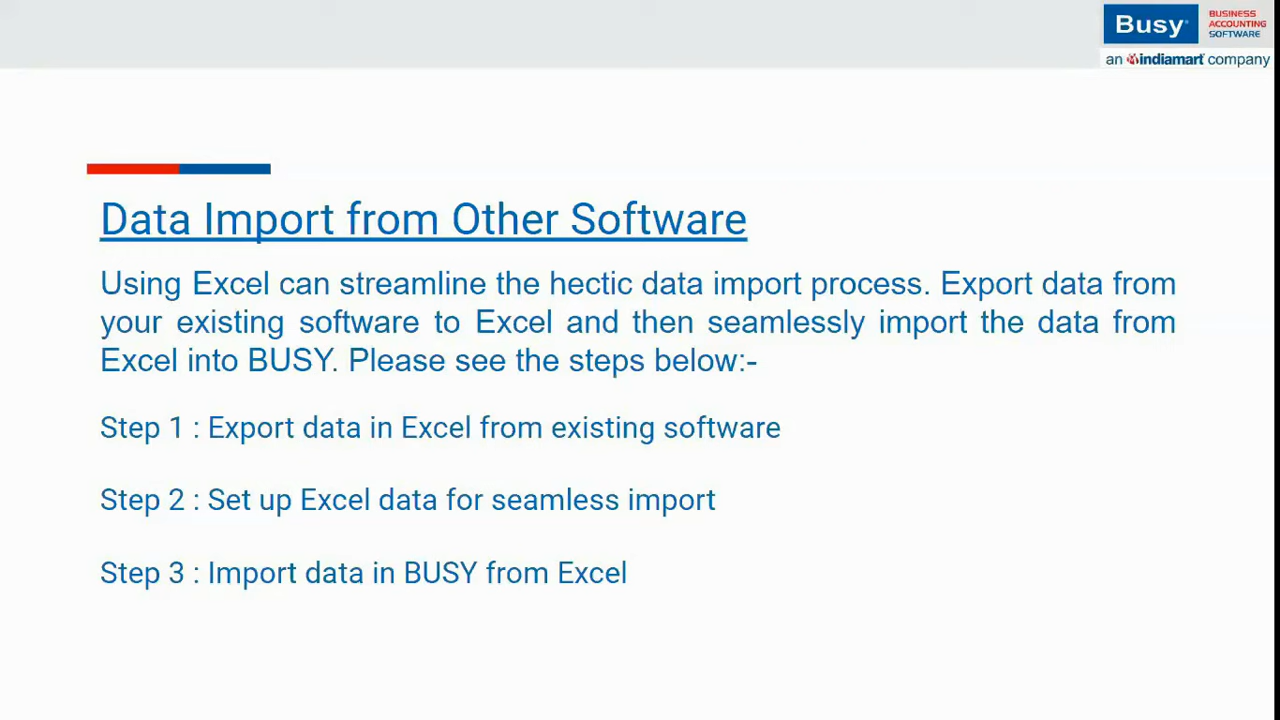 Busy
BUSINESS
ACCOUNTING
SOFTWARE
an indiamart company
Data Import from Other Software
Using Excel can streamline the hectic data import process. Export data from
your existing software to Excel and then seamlessly import the data from
Excel into BUSY. Please see the steps below:-
Step 1 : Export data in Excel from existing software
Step 2 : Set up Excel data for seamless import
Step 3 : Import data in BUSY from Excel